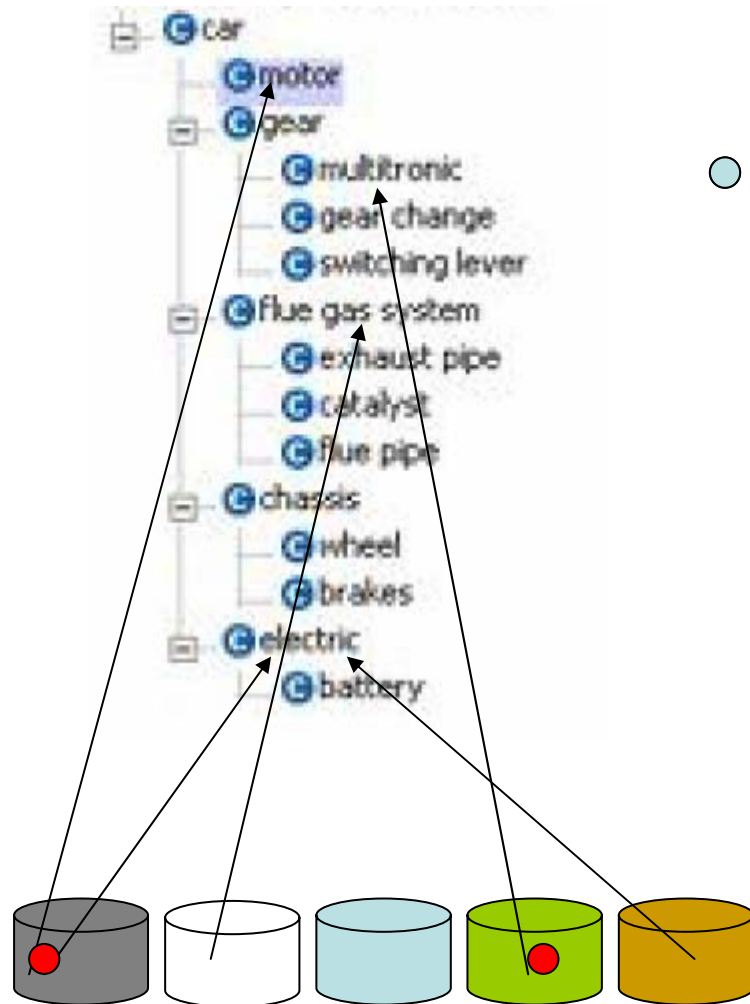 car
motor
gear
multitronic
gear change
switching lever
flue gas system
exhaust pipe
catalyst
flue pipe
chassis
wheel
brakes
electric
battery